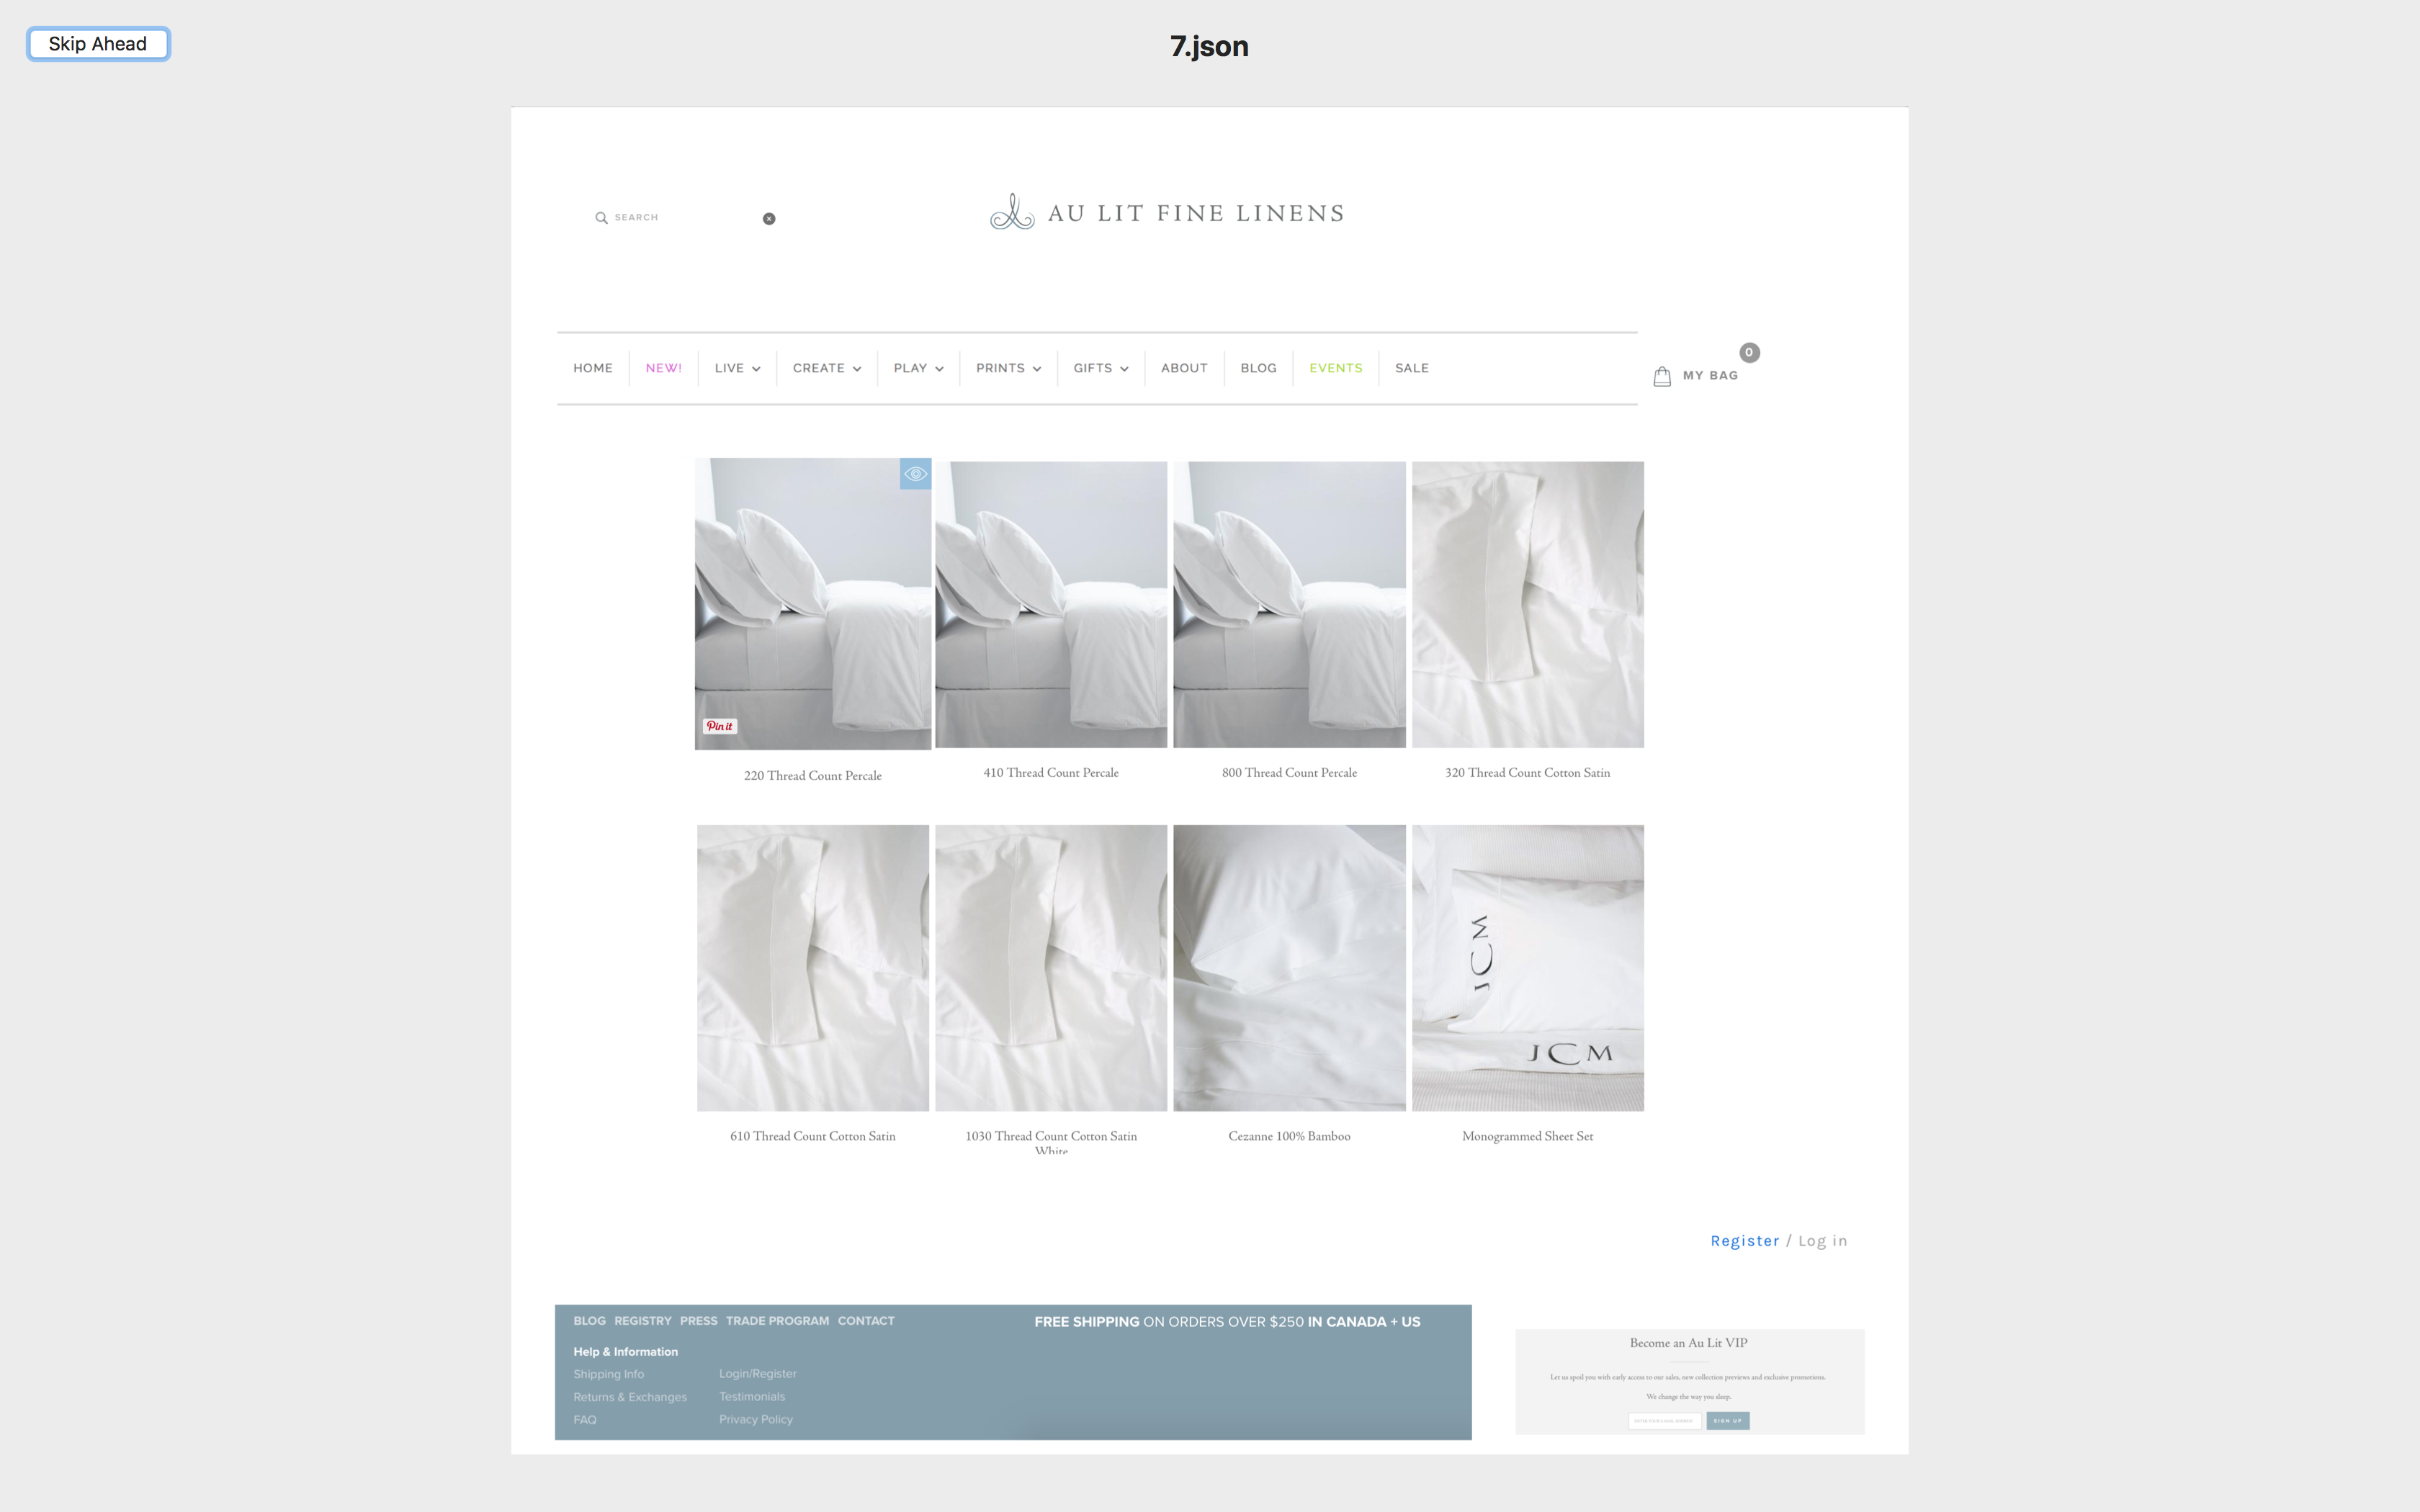 Skip Ahead
7.json
SEARCH
AU LIT FINE LINENS
HOME NEW! LIVE CREATE PLAY PRINTS GIFTS ABOUT BLOG EVENTS SALE
0
MY BAG
Pin it
220 Thread Count Percale
410 Thread Count Percale
800 Thread Count Percale
320 Thread Count Cotton Satin
JCM
JCM
610 Thread Count Cotton Satin
1030 Thread Count Cotton Satin
White
Cezanne 100% Bamboo
Monogrammed Sheet Set
Register / Log in
BLOG REGISTRY PRESS TRADE PROGRAM CONTACT
FREE SHIPPING ON ORDERS OVER $250 IN CANADA + US
Help & Information
Shipping Info
Login/Register
Returns & Exchanges
Testimonials
FAQ
Privacy Policy
Become an Au Lit VIP
Let us spoil you with early access to our sales, new collection previews and exclusive promotions.
We change the way you sleep.
SIGN UP